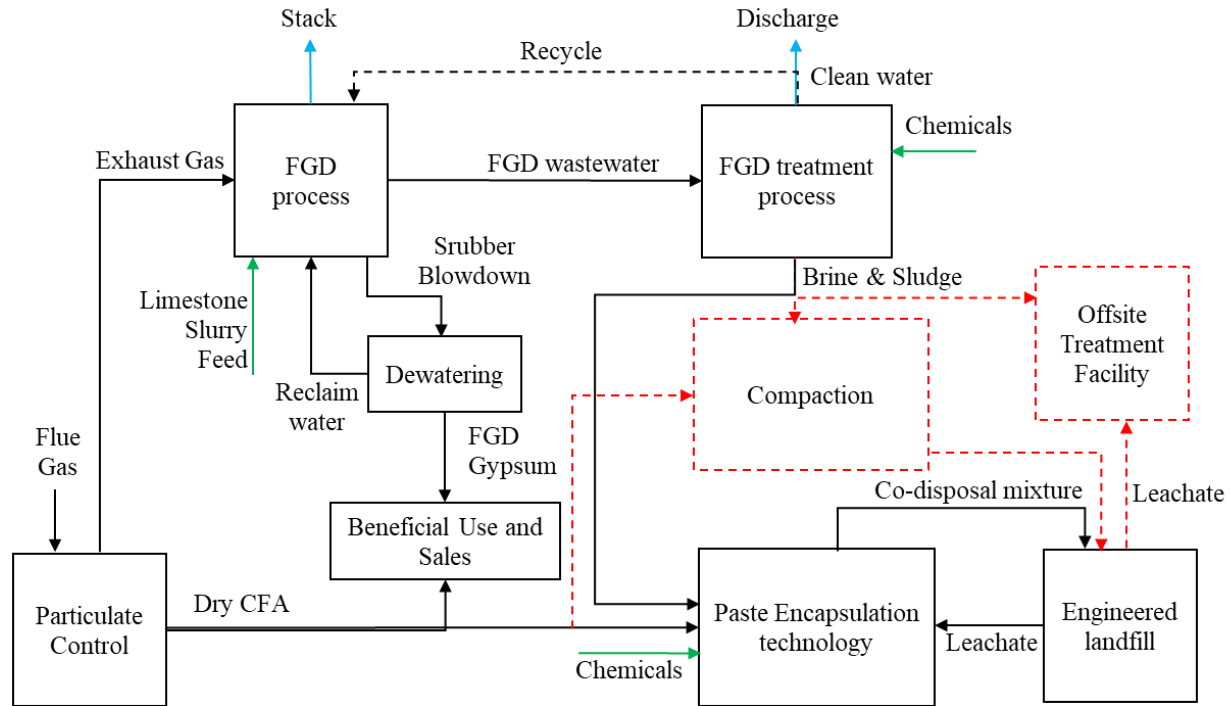 Stack
Discharge
Recycle
Clean water
Chemicals
Exhaust Gas
FGD
process
FGD wastewater
FGD treatment
process
Srubber
Blowdown
Brine & Sludge
Limestone
Slurry
Feed
Offsite
Treatment
Facility
Dewatering
Compaction
Reclaim
water
Flue
Gas
FGD
Gypsum
Co-disposal mixture
Leachate
Beneficial Use and
Sales
Particulate
Control
Dry CFA
Paste Encapsulation
technology
Engineered
landfill
Leachate
Chemicals